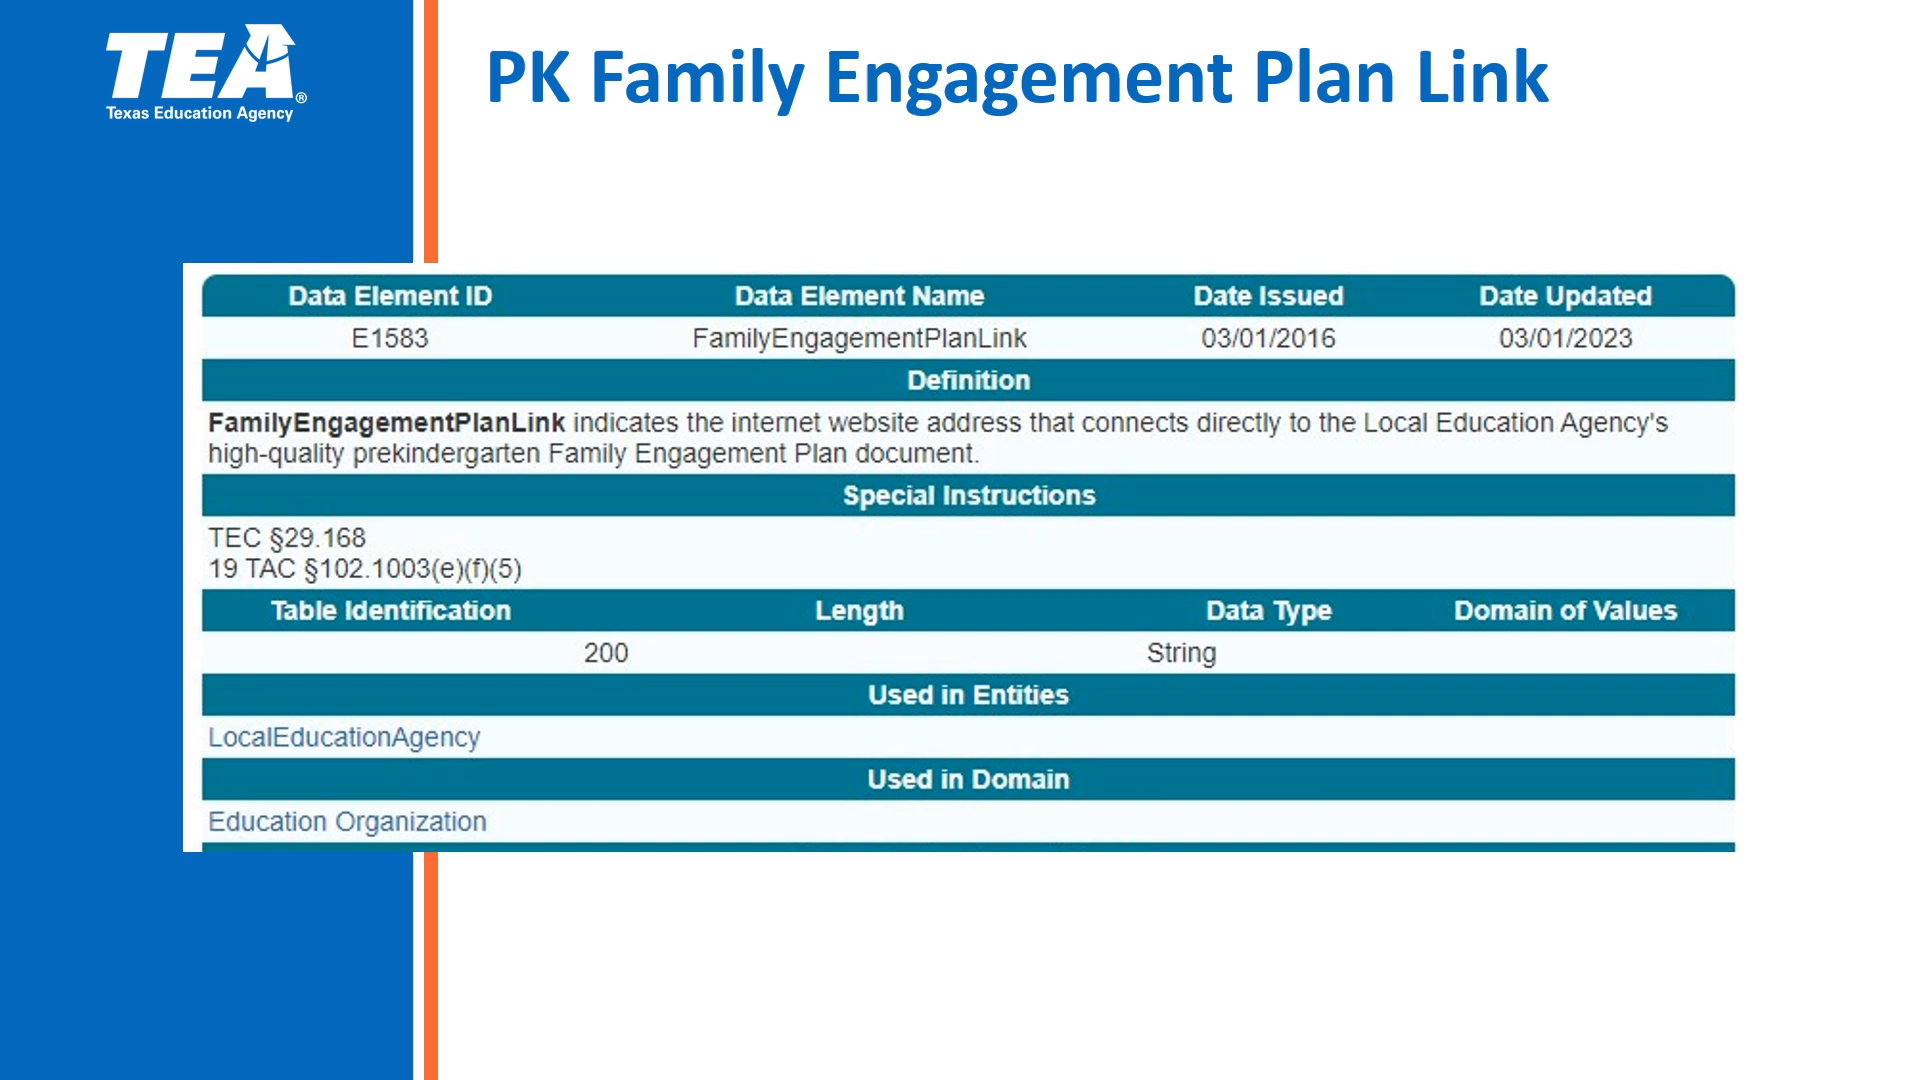 TEA®
Texas Education Agency
PK Family Engagement Plan Link
Data Element ID Data Element Name Date Issued Date Updated
E1583 FamilyEngagementPlanLink 03/01/2016 03/01/2023
Definition
FamilyEngagementPlanLink indicates the internet website address that connects directly to the Local Education Agency's
high-quality prekindergarten Family Engagement Plan document.
Special Instructions
TEC §29.168
19 TAC §102.1003(e)(f)(5)
Table Identification Length Data Type Domain of Values
200 String
Used in Entities
LocalEducationAgency
Used in Domain
Education Organization